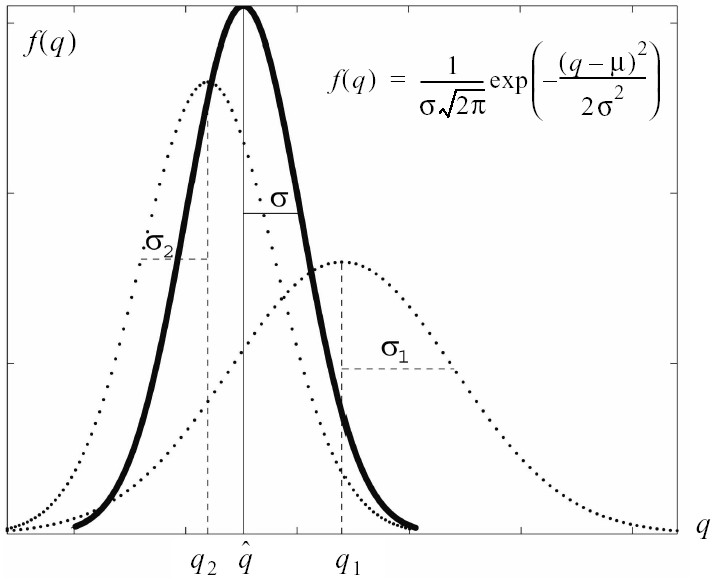 f(q)
f(q) = 1/(σ√2π) exp(−(q−μ)²/(2σ²))
σ
σ₂
σ₁
q
q₂ q̂ q₁